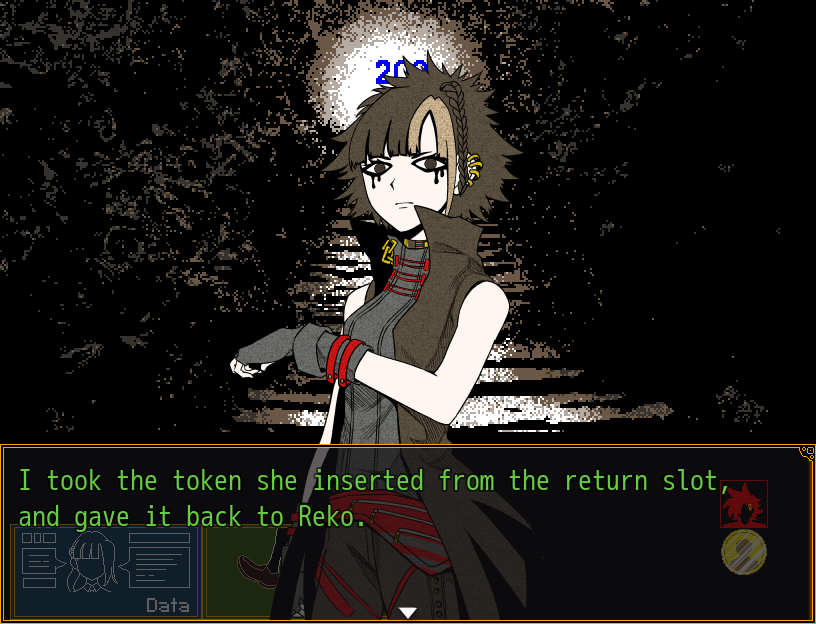 I took the token she inserted from the return slot,
and gave it back to Reko.
Data